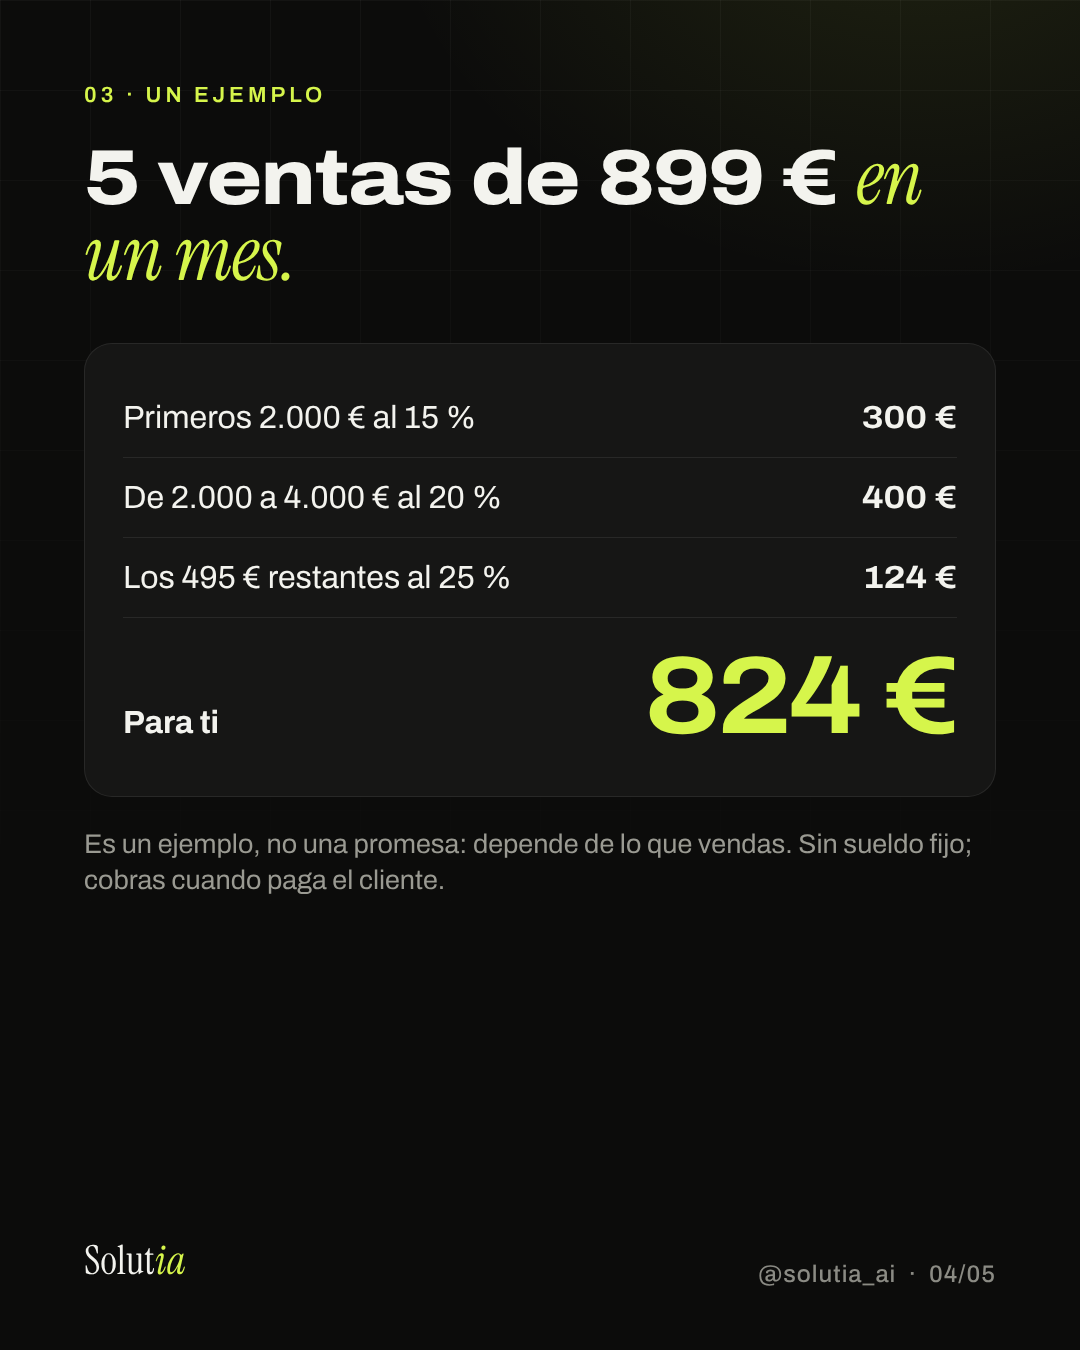 03 · UN EJEMPLO
5 ventas de 899 € en
un mes.
Primeros 2.000 € al 15 %
300 €
De 2.000 a 4.000 € al 20 %
400 €
Los 495 € restantes al 25 %
124 €
Para ti
824 €
Es un ejemplo, no una promesa: depende de lo que vendas. Sin sueldo fijo;
cobras cuando paga el cliente.
Solutia
@solutia_ai · 04/05